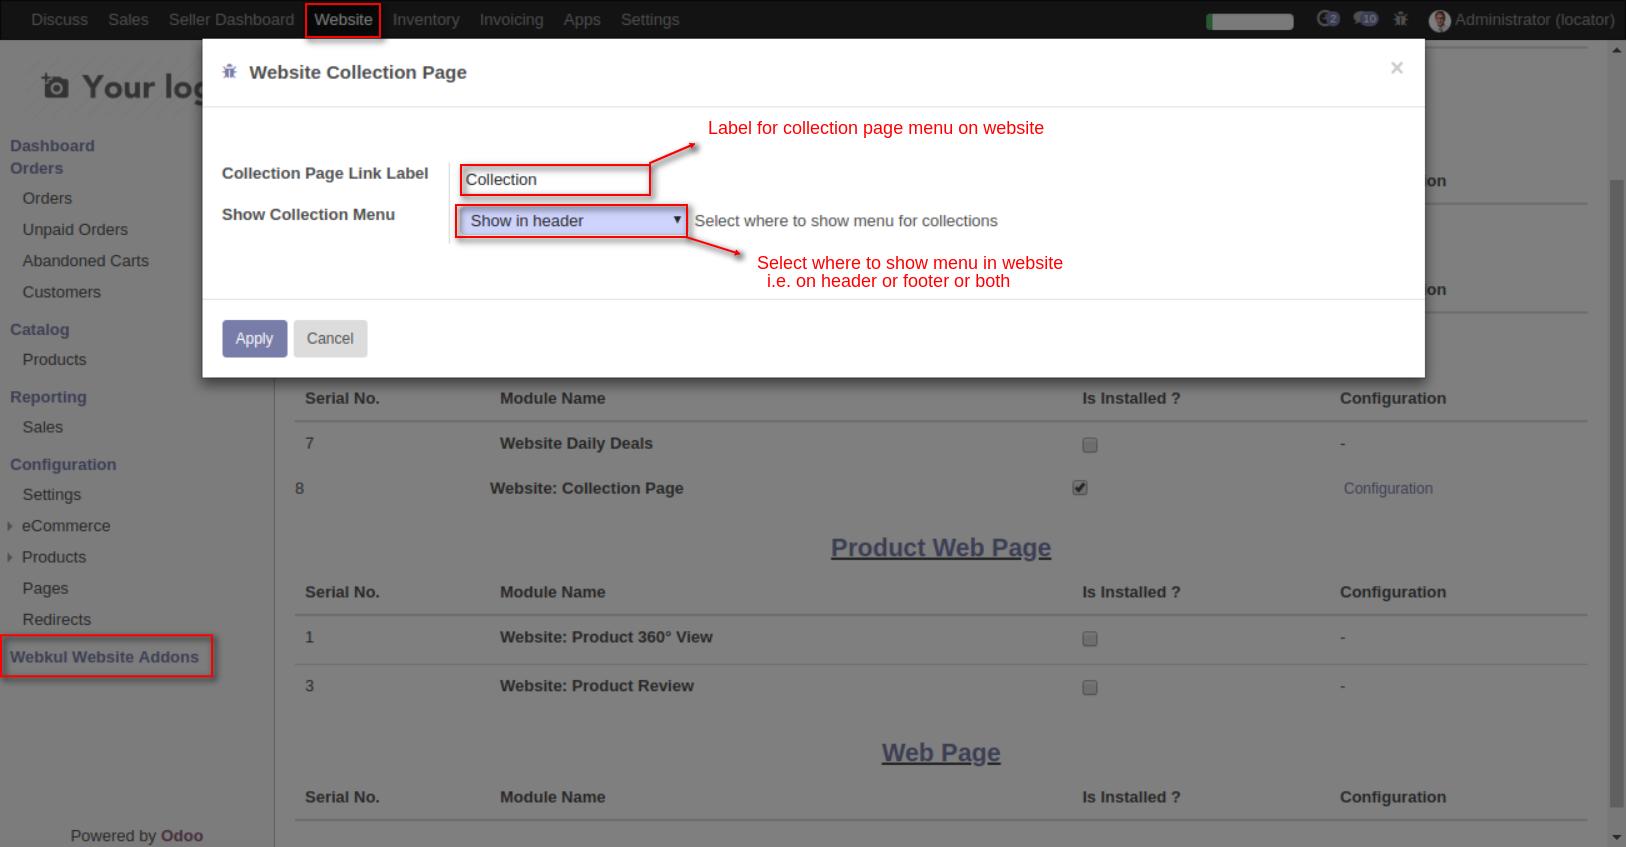 Discuss Sales Seller Dashboard Website Inventory Invoicing Apps Settings 2 10 Administrator (locator)
Your log
Website Collection Page ×
Label for collection page menu on website
Collection Page Link Label Collection
Show Collection Menu Show in header Select where to show menu for collections
Select where to show menu in website
i.e. on header or footer or both
Apply Cancel
on
on
Dashboard
Orders
Orders
Unpaid Orders
Abandoned Carts
Customers
Catalog
Products
Reporting
Sales
Configuration
Settings
eCommerce
Products
Pages
Redirects
Webkul Website Addons
Powered by Odoo
Serial No. Module Name Is Installed ? Configuration
7 Website Daily Deals -
8 Website: Collection Page Configuration
Product Web Page
Serial No. Module Name Is Installed ? Configuration
1 Website: Product 360° View -
3 Website: Product Review -
Web Page
Serial No. Module Name Is Installed ? Configuration